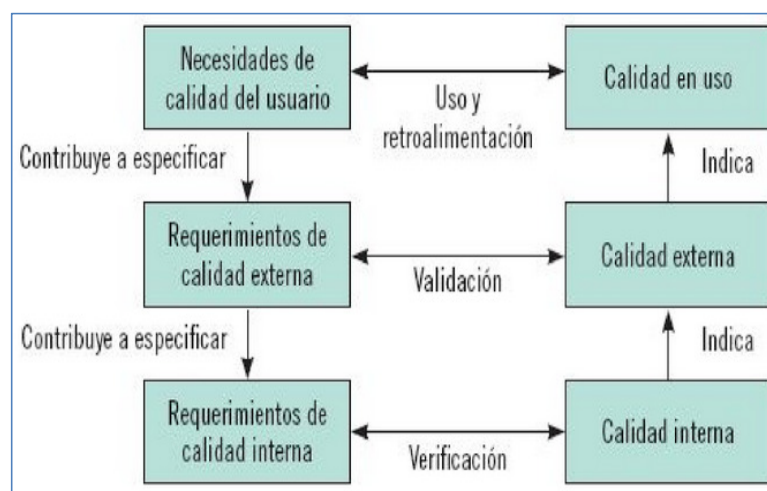 Necesidades de
calidad del usuario
Calidad en uso
Uso y
retroalimentación
Contribuye a especificar
Indica
Requerimientos de
calidad externa
Calidad externa
Validación
Contribuye a especificar
Indica
Requerimientos de
calidad interna
Calidad interna
Verificación